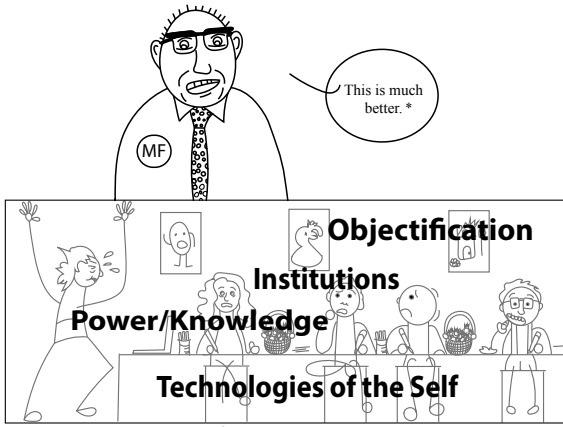 This is much
better. *
MF
Objectification
Institutions
Power/Knowledge
Technologies of the Self